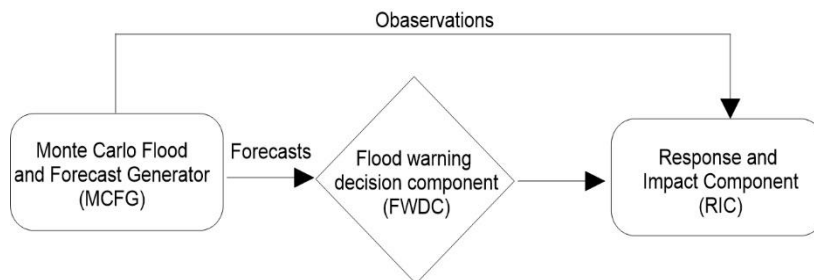 Obaservations
Monte Carlo Flood
and Forecast Generator
(MCFG)
Forecasts
Flood warning
decision component
(FWDC)
Response and
Impact Component
(RIC)